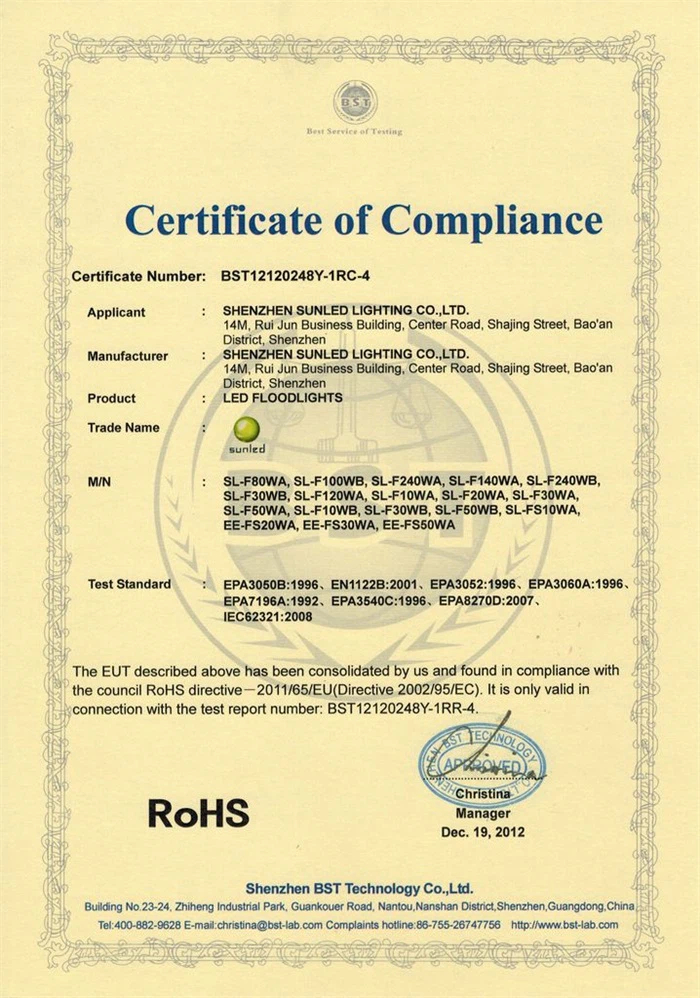 BST
Best Service of Testing
Certificate of Compliance
Certificate Number: BST12120248Y-1RC-4
Applicant : SHENZHEN SUNLED LIGHTING CO.,LTD.
14M, Rui Jun Business Building, Center Road, Shajing Street, Bao'an
District, Shenzhen
Manufacturer : SHENZHEN SUNLED LIGHTING CO.,LTD.
14M, Rui Jun Business Building, Center Road, Shajing Street, Bao'an
District, Shenzhen
Product : LED FLOODLIGHTS
Trade Name :
sunled
M/N : SL-F80WA, SL-F100WB, SL-F240WA, SL-F140WA, SL-F240WB,
SL-F30WB, SL-F120WA, SL-F10WA, SL-F20WA, SL-F30WA,
SL-F50WA, SL-F10WB, SL-F30WB, SL-F50WB, SL-FS10WA,
EE-FS20WA, EE-FS30WA, EE-FS50WA
BST
Test Standard : EPA3050B:1996、EN1122B:2001、EPA3052:1996、EPA3060A:1996、
EPA7196A:1992、EPA3540C:1996、EPA8270D:2007、
IEC62321:2008
The EUT described above has been consolidated by us and found in compliance with
the council RoHS directive－2011/65/EU(Directive 2002/95/EC). It is only valid in
connection with the test report number: BST12120248Y-1RR-4.
SHENZHEN BST TECHNOLOGY CO.,LTD.
APPROVED
Christina
Manager
Dec. 19, 2012
RoHS
Shenzhen BST Technology Co.,Ltd.
Building No.23-24, Zhiheng Industrial Park, Guankouer Road, Nantou,Nanshan District,Shenzhen,Guangdong,China
Tel:400-882-9628 E-mail:christina@bst-lab.com Complaints hotline:86-755-26747756 http://www.bst-lab.com